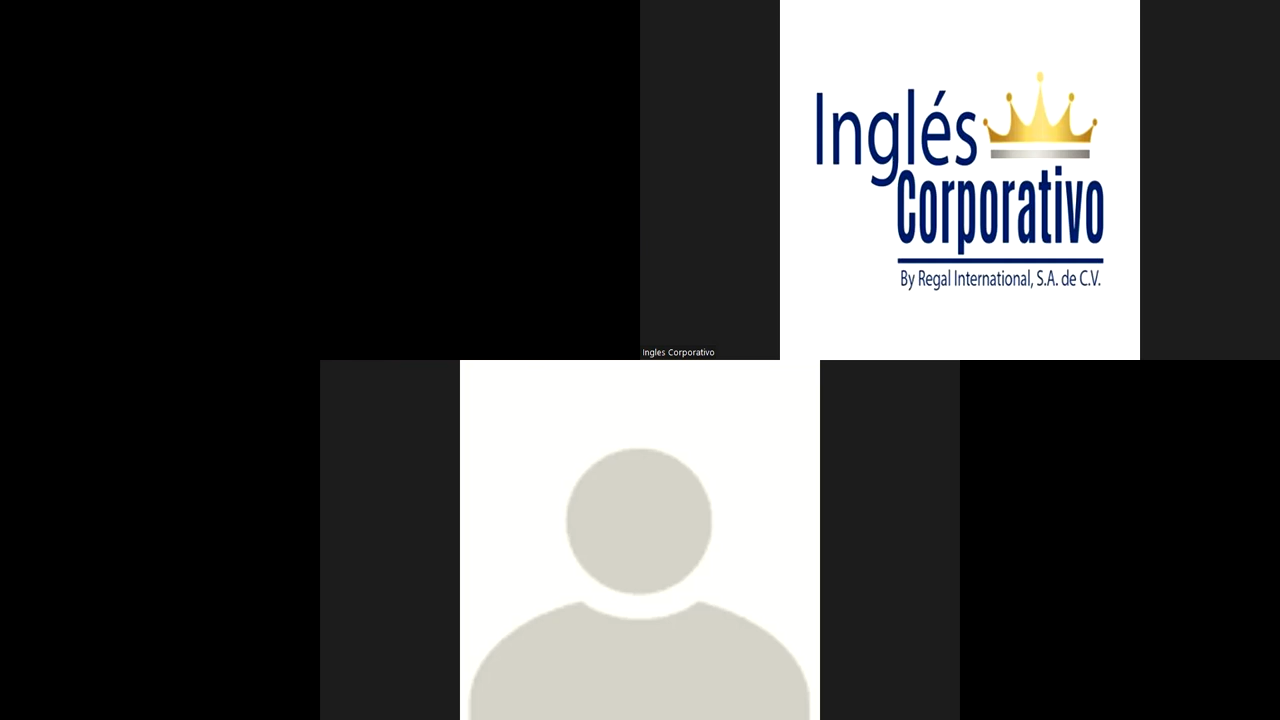 Inglés
Corporativo
By Regal International, S.A. de C.V.
Ingles Corporativo